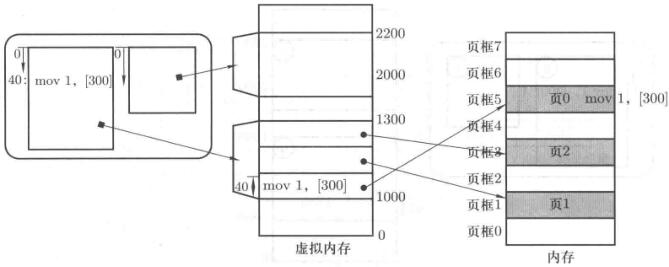 0
0
40: mov 1, [300]
2200
2000
1300
40 mov 1, [300]
1000
0
虚拟内存
页框7
页框6
页框5 页0 mov 1, [300]
页框4
页框3 页2
页框2
页框1 页1
页框0
内存